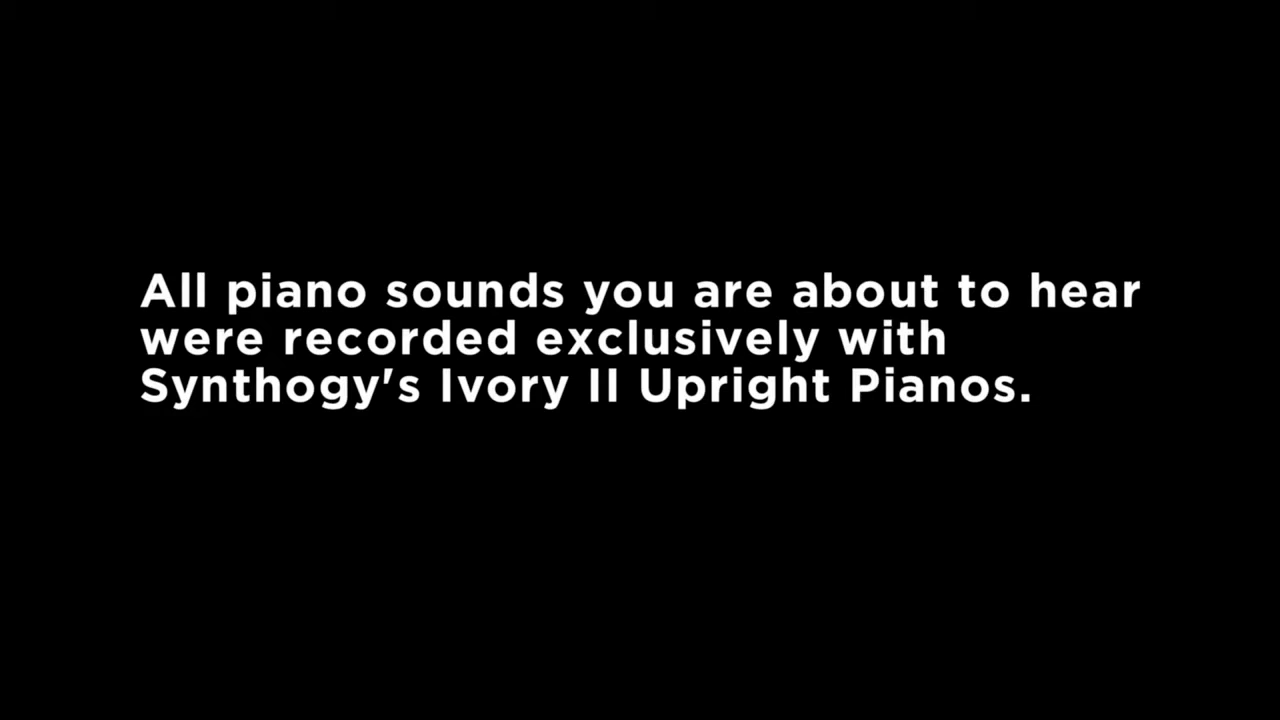 All piano sounds you are about to hear
were recorded exclusively with
Synthogy's Ivory II Upright Pianos.